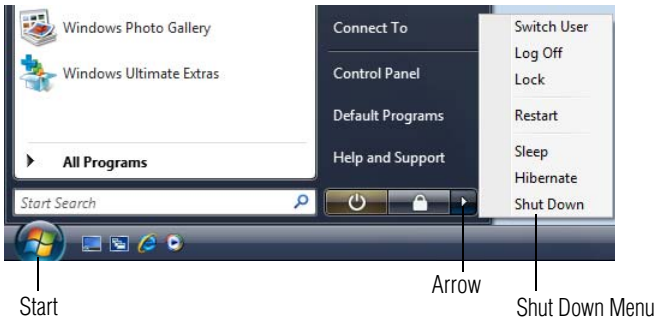 Windows Photo Gallery
Windows Ultimate Extras
All Programs
Start Search
Connect To
Control Panel
Default Programs
Help and Support
Switch User
Log Off
Lock
Restart
Sleep
Hibernate
Shut Down
Start
Arrow
Shut Down Menu